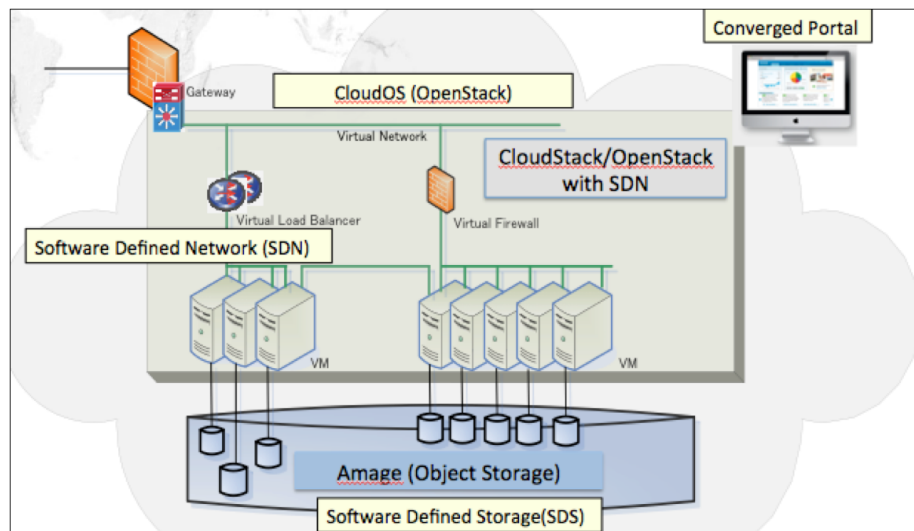 Converged Portal
Gateway
CloudOS (OpenStack)
Virtual Network
CloudStack/OpenStack
with SDN
Virtual Load Balancer
Virtual Firewall
Software Defined Network (SDN)
VM
VM
Amage (Object Storage)
Software Defined Storage(SDS)